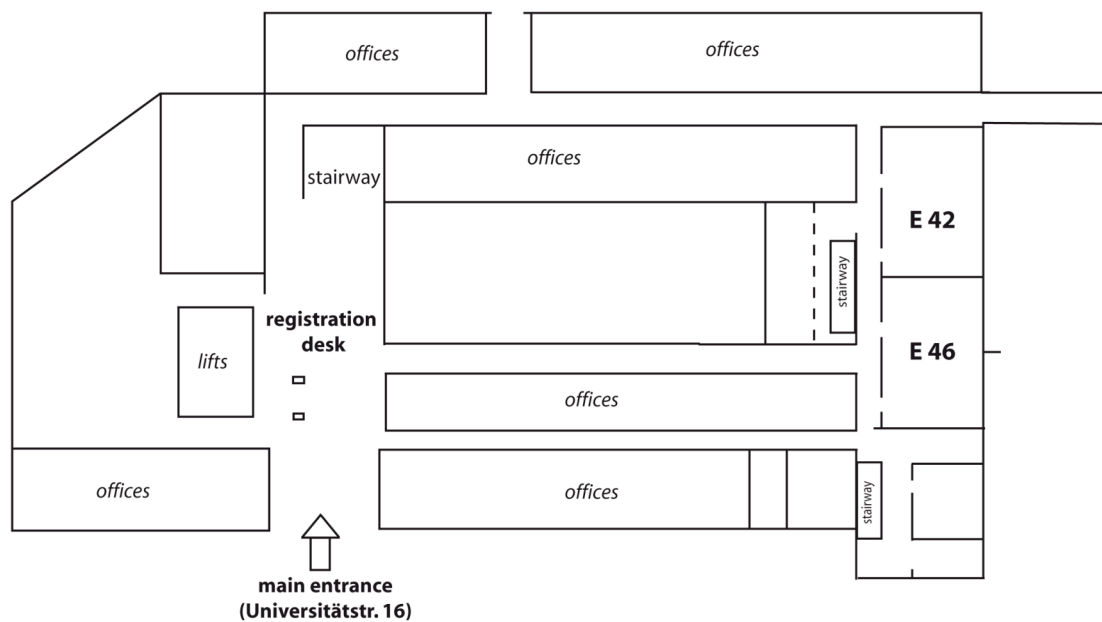 offices
offices
offices
stairway
E 42
stairway
registration
desk
lifts
E 46
offices
offices
offices
stairway
main entrance
(Universitätstr. 16)